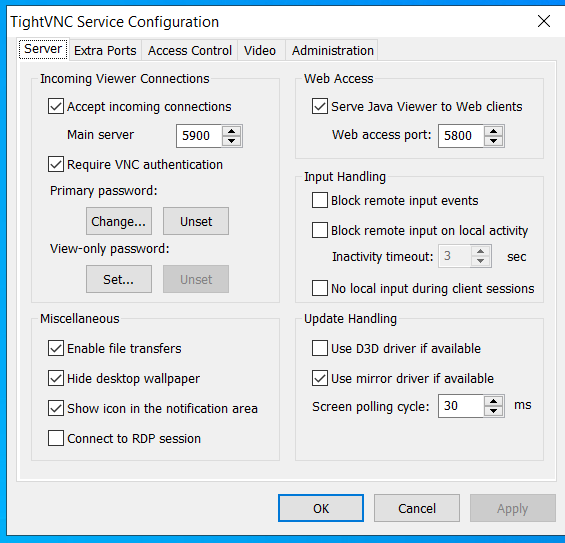 TightVNC Service Configuration
Server Extra Ports Access Control Video Administration
Incoming Viewer Connections
Accept incoming connections
Main server 5900
Require VNC authentication
Primary password:
Change... Unset
View-only password:
Set... Unset
Web Access
Serve Java Viewer to Web clients
Web access port: 5800
Input Handling
Block remote input events
Block remote input on local activity
Inactivity timeout: 3 sec
No local input during client sessions
Miscellaneous
Enable file transfers
Hide desktop wallpaper
Show icon in the notification area
Connect to RDP session
Update Handling
Use D3D driver if available
Use mirror driver if available
Screen polling cycle: 30 ms
OK Cancel Apply